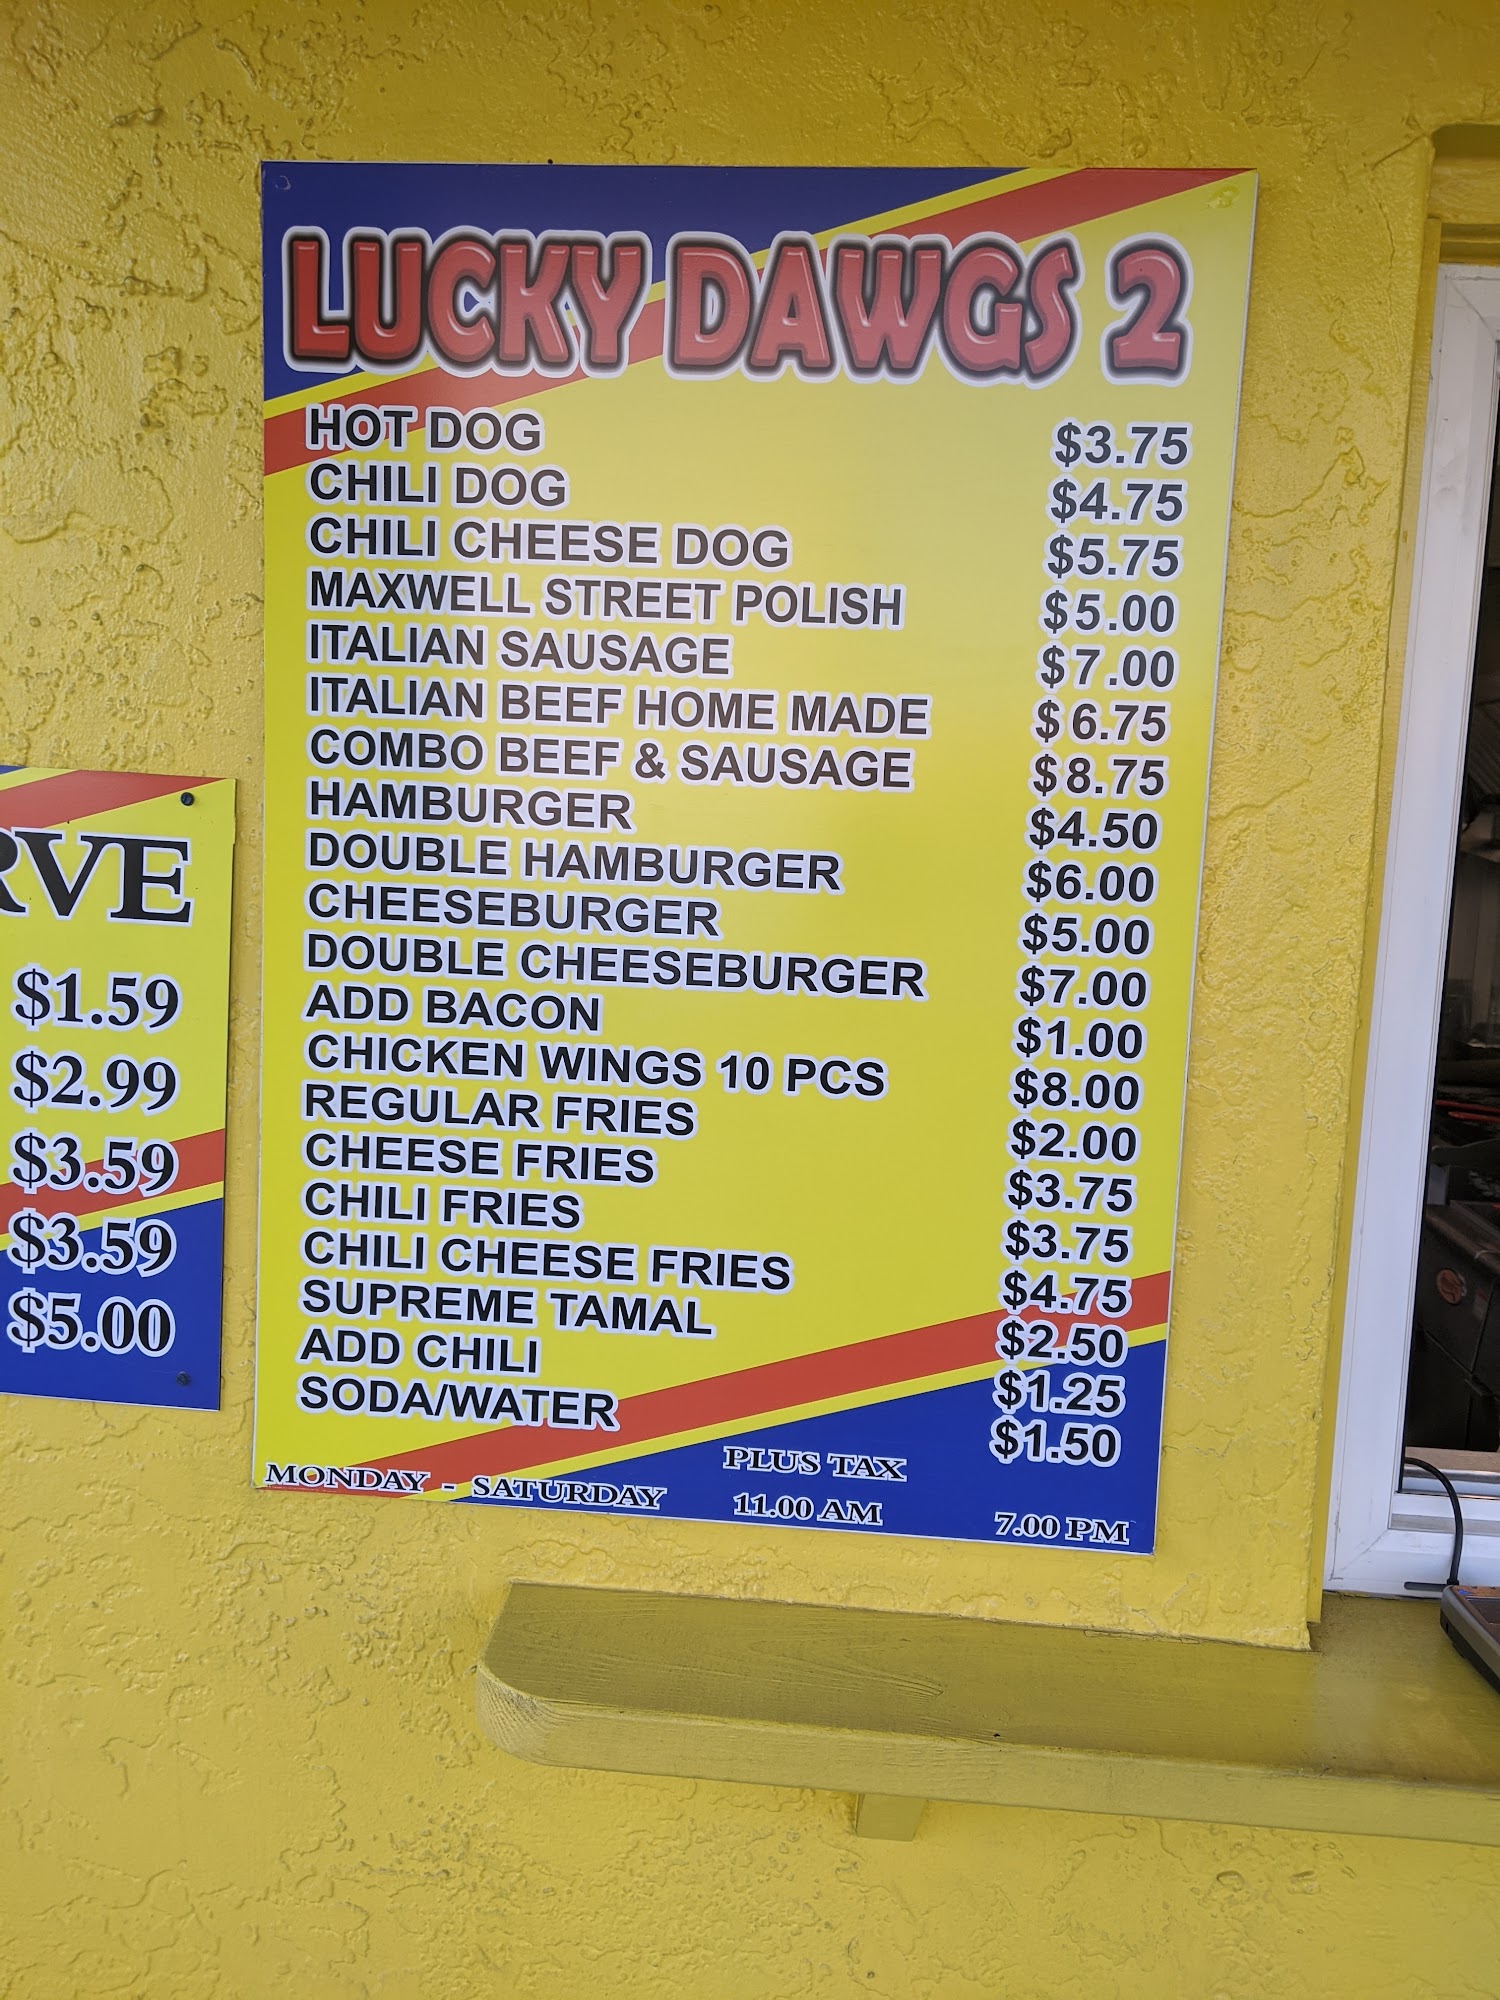 LUCKY DAWGS 2
HOT DOG $3.75
CHILI DOG $4.75
CHILI CHEESE DOG $5.75
MAXWELL STREET POLISH $5.00
ITALIAN SAUSAGE $7.00
ITALIAN BEEF HOME MADE $6.75
COMBO BEEF & SAUSAGE $8.75
HAMBURGER $4.50
DOUBLE HAMBURGER $6.00
CHEESEBURGER $5.00
DOUBLE CHEESEBURGER $7.00
ADD BACON $1.00
CHICKEN WINGS 10 PCS $8.00
REGULAR FRIES $2.00
CHEESE FRIES $3.75
CHILI FRIES $3.75
CHILI CHEESE FRIES $4.75
SUPREME TAMAL $2.50
ADD CHILI $1.25
SODA/WATER $1.50
PLUS TAX
MONDAY - SATURDAY 11.00 AM 7.00 PM
RVE
$1.59
$2.99
$3.59
$3.59
$5.00